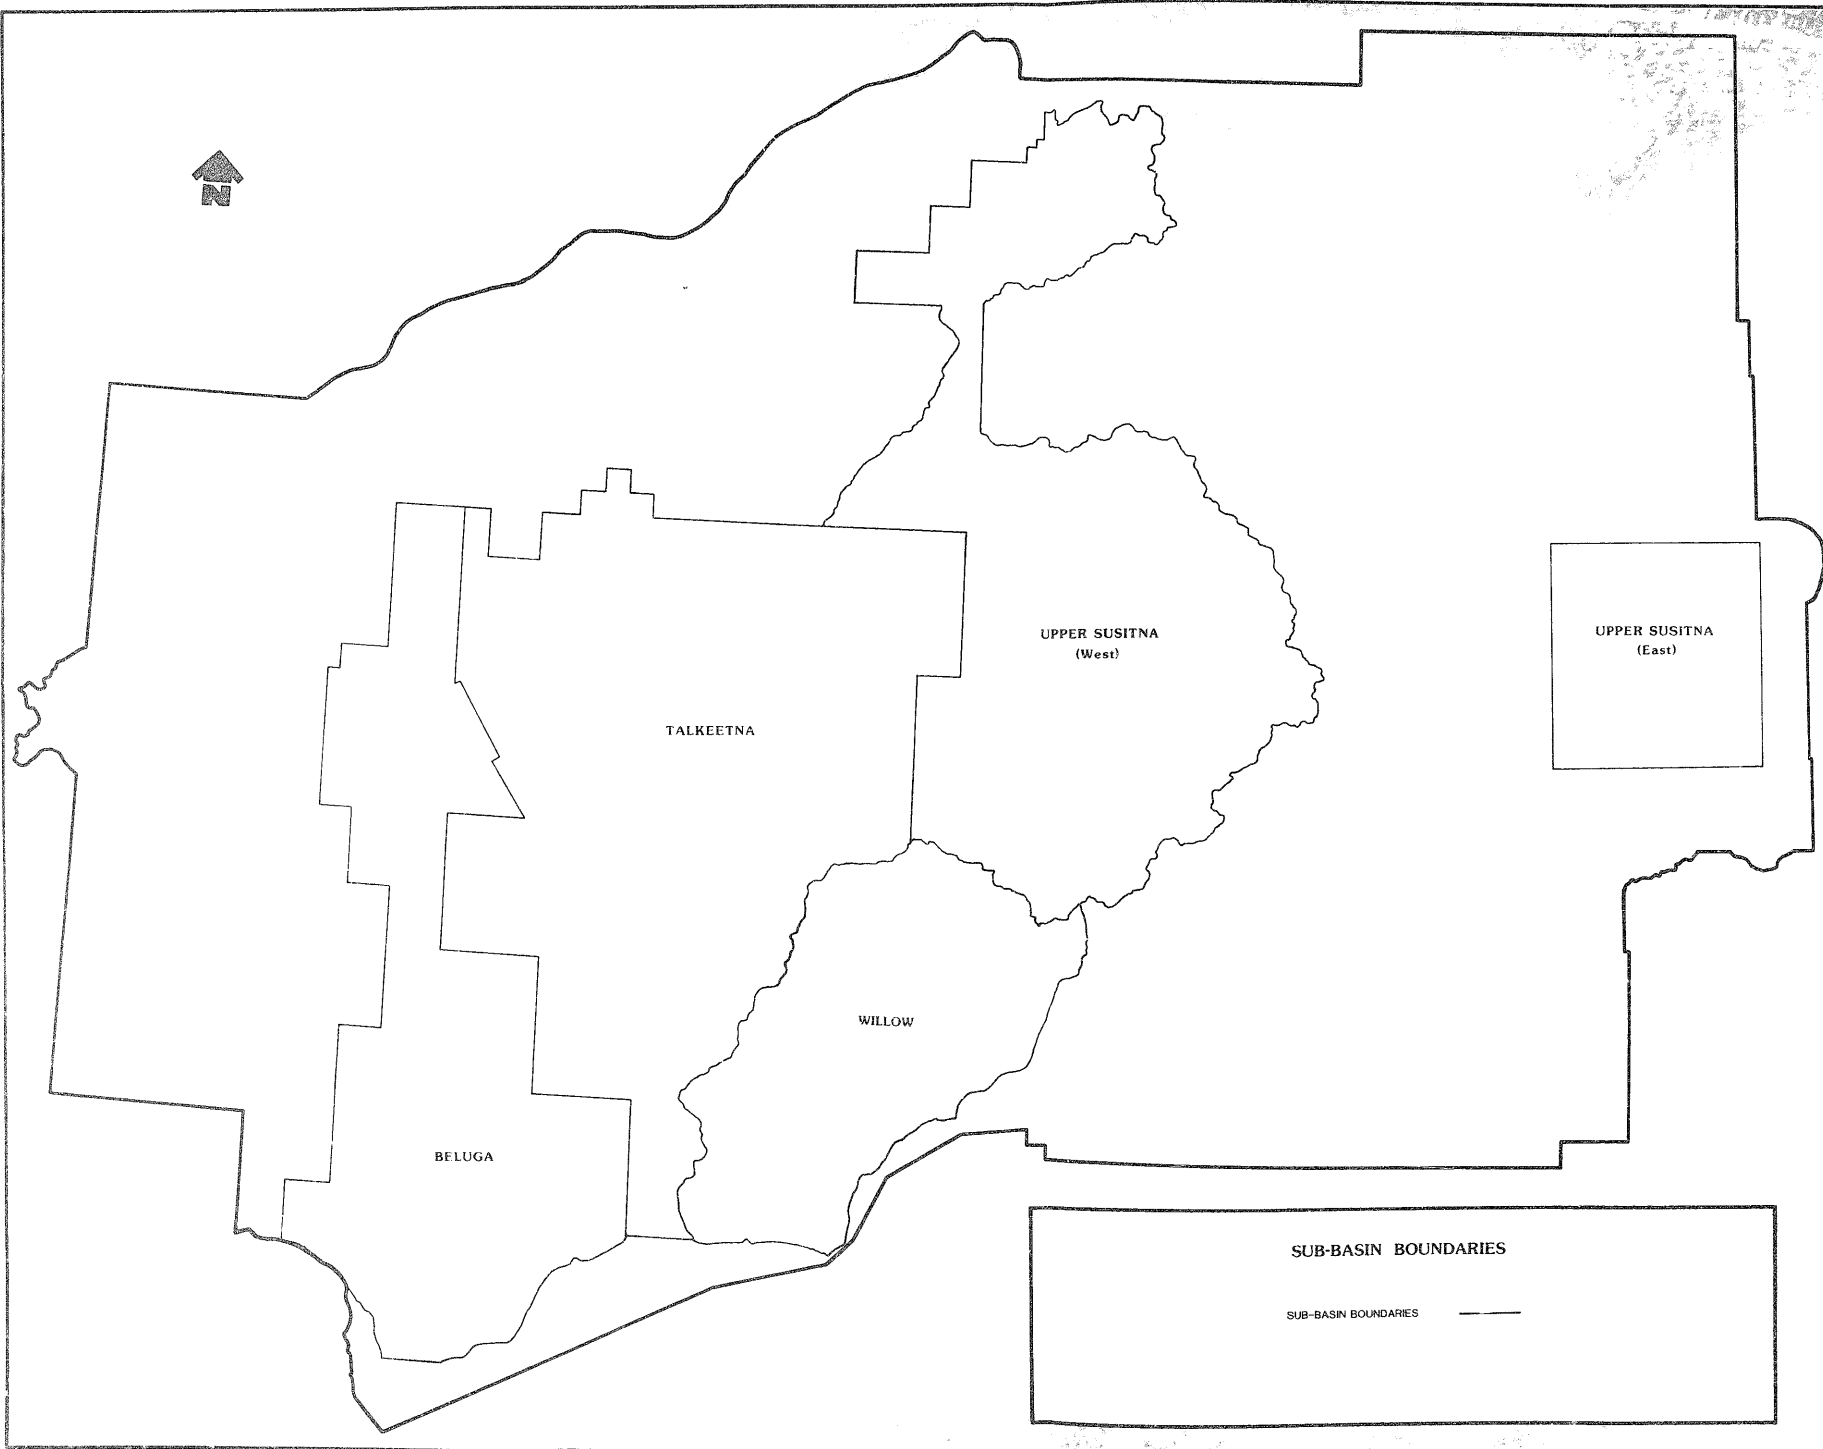 N
UPPER SUSITNA
(West)
UPPER SUSITNA
(East)
TALKEETNA
WILLOW
BELUGA
SUB-BASIN BOUNDARIES
SUB-BASIN BOUNDARIES